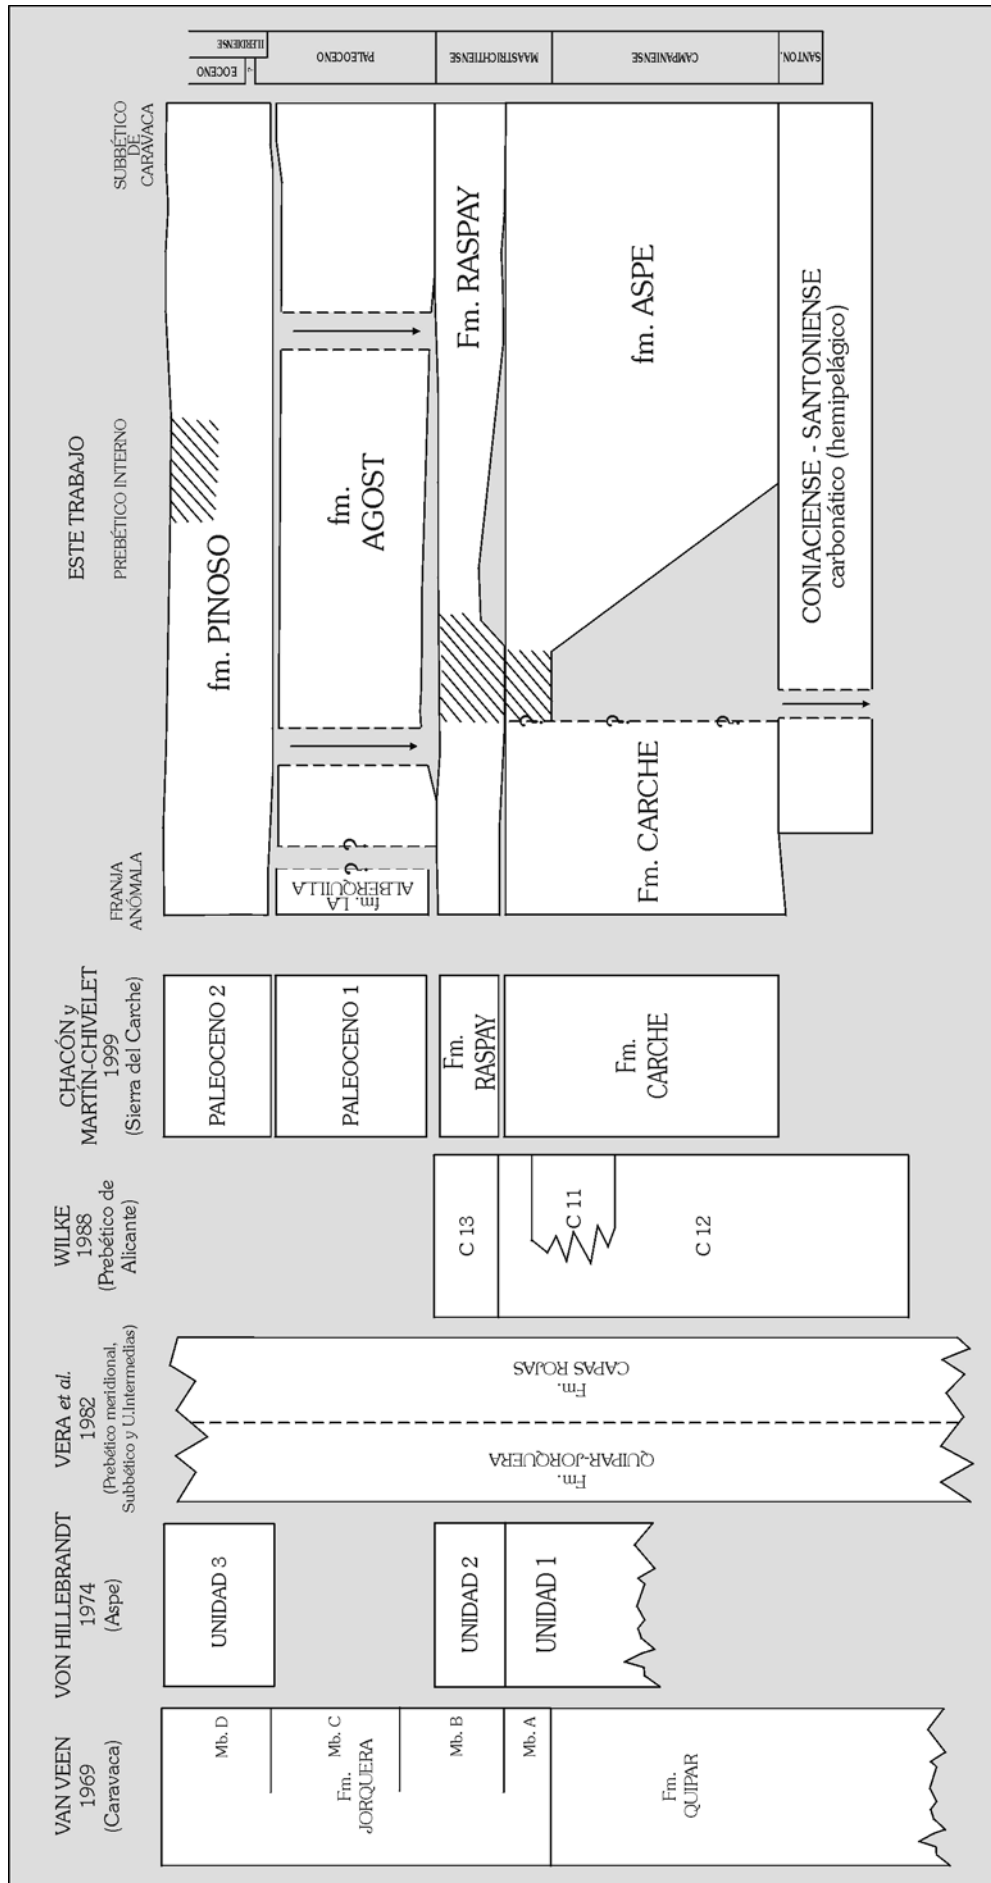 VAN VEEN
1969
(Caravaca)
VON HILLEBRANDT
1974
(Aspe)
VERA et al.
1982
(Prebético meridional,
Subbético y U.Intermedias)
WILKE
1988
(Prebético de
Alicante)
CHACÓN y
MARTÍN-CHIVELET
1999
(Sierra del Carche)
ESTE TRABAJO
FRANJA
ANÓMALA
PREBÉTICO INTERNO
SUBBÉTICO
DE
CARAVACA
Mb. D
Mb. C
Fm.
JORQUERA
Mb. B
Mb. A
Fm.
QUIPAR
UNIDAD 3
UNIDAD 2
UNIDAD 1
Fm.
QUIPAR-JORQUERA
Fm.
CAPAS ROJAS
C 13
C 11
C 12
PALEOCENO 2
PALEOCENO 1
Fm.
RASPAY
Fm.
CARCHE
fm. PINOSO
fm. LA
ALBERQUILLA
?
?
fm.
AGOST
Fm. RASPAY
?
?
?
Fm. CARCHE
fm. ASPE
CONIACIENSE - SANTONIENSE
carbonático (hemipelágico)
EOCENO
-?-
ILERDIENSE
PALEOCENO
MAASTRICHTIENSE
CAMPANIENSE
SANTON.